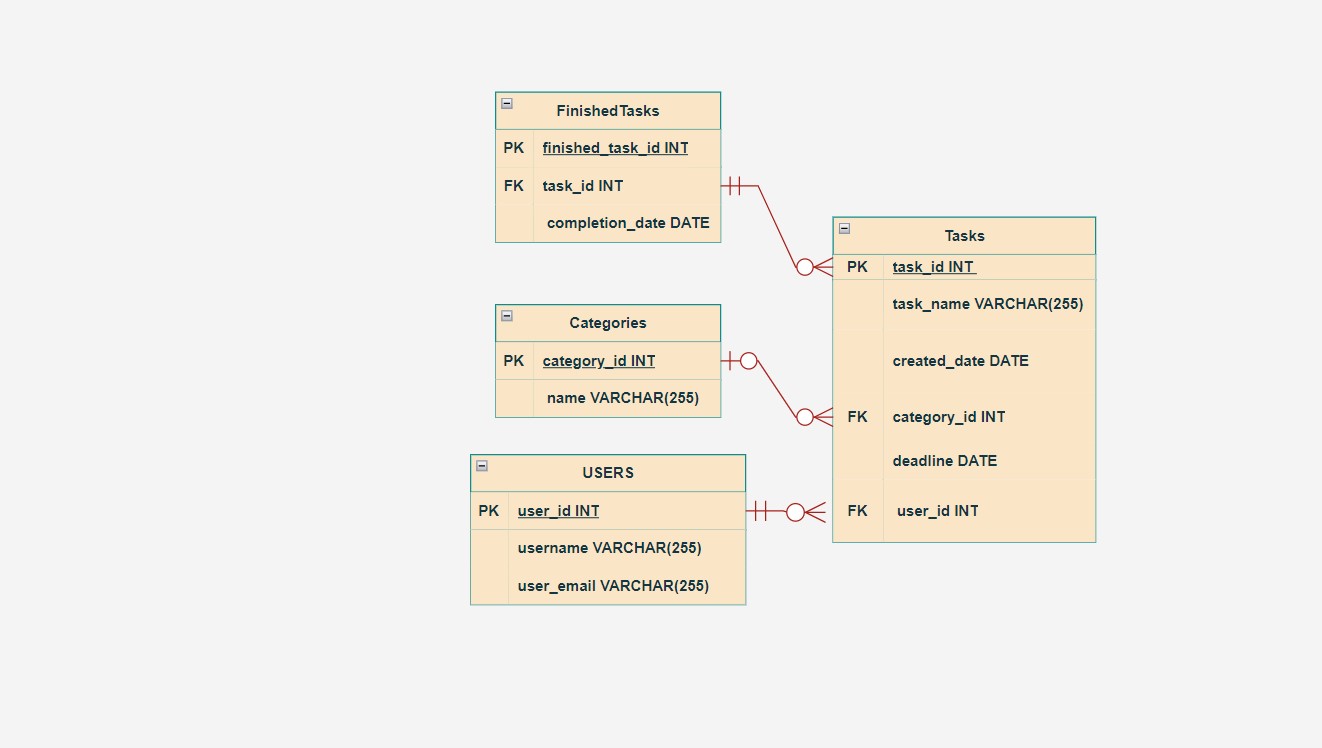 FinishedTasks
PK finished_task_id INT
FK task_id INT
completion_date DATE
Categories
PK category_id INT
name VARCHAR(255)
USERS
PK user_id INT
username VARCHAR(255)
user_email VARCHAR(255)
Tasks
PK task_id INT
task_name VARCHAR(255)
created_date DATE
FK category_id INT
deadline DATE
FK user_id INT